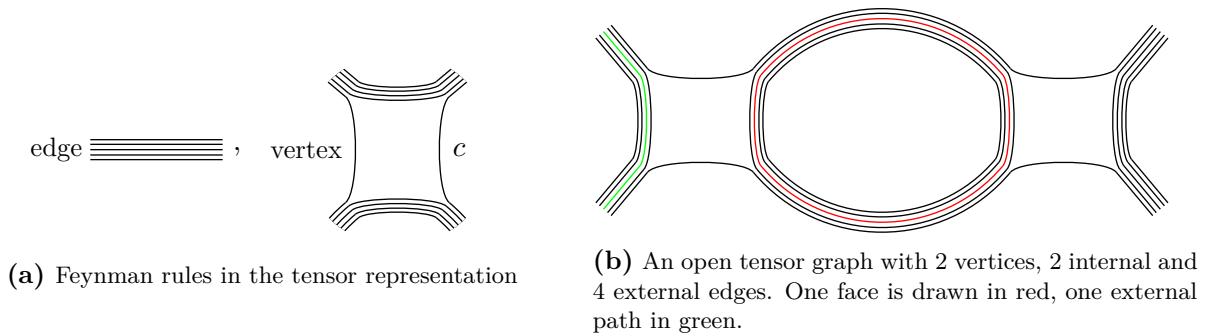 edge , vertex c
(a) Feynman rules in the tensor representation
(b) An open tensor graph with 2 vertices, 2 internal and
4 external edges. One face is drawn in red, one external
path in green.